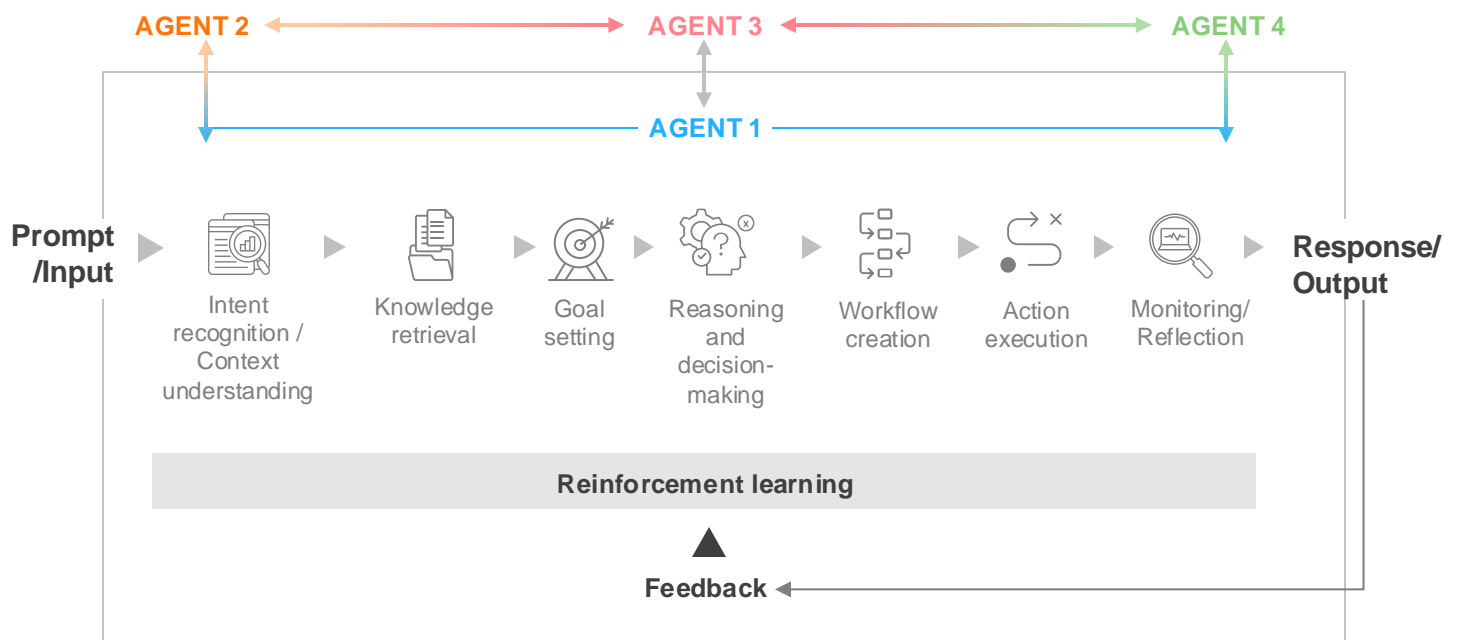 AGENT 2
AGENT 3
AGENT 4
AGENT 1
Prompt
/Input
Intent
recognition /
Context
understanding
Knowledge
retrieval
Goal
setting
Reasoning
and
decision-
making
Workflow
creation
Action
execution
Monitoring/
Reflection
Response/
Output
Reinforcement learning
Feedback